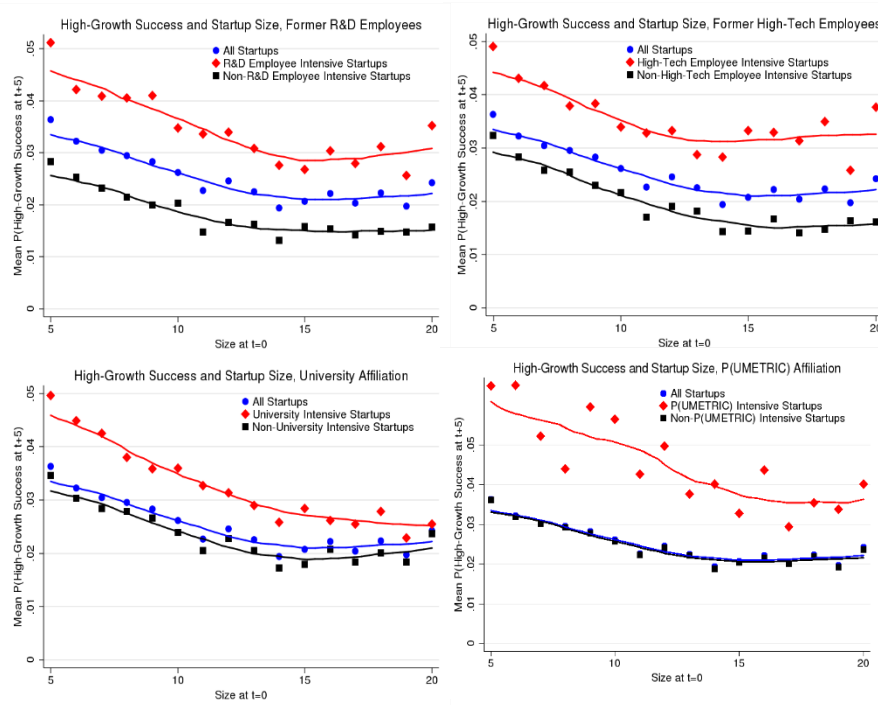 High-Growth Success and Startup Size, Former R&D Employees
All Startups
R&D Employee Intensive Startups
Non-R&D Employee Intensive Startups
Mean P(High-Growth Success at t+5)
.05
.04
.03
.02
.01
0
5
10
15
20
Size at t=0
High-Growth Success and Startup Size, Former High-Tech Employees
All Startups
High-Tech Employee Intensive Startups
Non-High-Tech Employee Intensive Startups
Mean P(High-Growth Success at t+5)
.05
.04
.03
.02
.01
0
5
10
15
20
Size at t=0
High-Growth Success and Startup Size, University Affiliation
All Startups
University Intensive Startups
Non-University Intensive Startups
Mean P(High-Growth Success at t+5)
.05
.04
.03
.02
.01
0
5
10
15
20
Size at t=0
High-Growth Success and Startup Size, P(UMETRIC) Affiliation
All Startups
P(UMETRIC) Intensive Startups
Non-P(UMETRIC) Intensive Startups
Mean P(High-Growth Success at t+5)
.05
.04
.03
.02
.01
0
5
10
15
20
Size at t=0